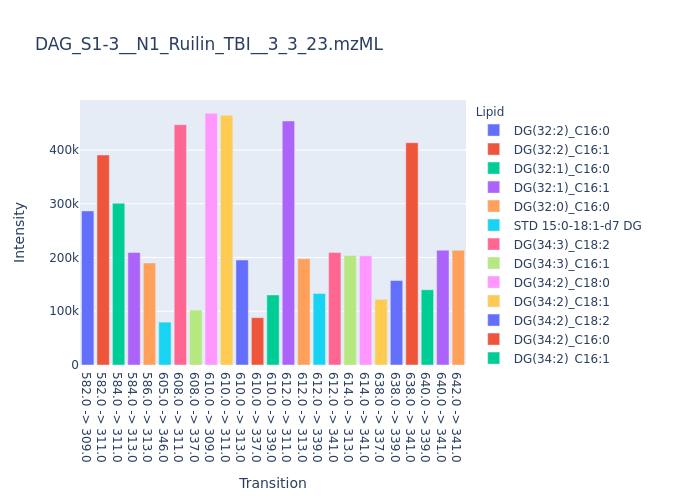 DAG_S1-3__N1_Ruilin_TBI__3_3_23.mzML
Lipid
DG(32:2)_C16:0
DG(32:2)_C16:1
DG(32:1)_C16:0
DG(32:1)_C16:1
DG(32:0)_C16:0
STD 15:0-18:1-d7 DG
DG(34:3)_C18:2
DG(34:3)_C16:1
DG(34:2)_C18:0
DG(34:2)_C18:1
DG(34:2)_C18:2
DG(34:2)_C16:0
DG(34:2)_C16:1
Intensity
400k
300k
200k
100k
0
582.0 -> 309.0
582.0 -> 311.0
584.0 -> 311.0
584.0 -> 313.0
586.0 -> 313.0
605.0 -> 346.0
608.0 -> 311.0
608.0 -> 337.0
610.0 -> 309.0
610.0 -> 311.0
610.0 -> 313.0
610.0 -> 337.0
610.0 -> 339.0
612.0 -> 311.0
612.0 -> 313.0
612.0 -> 339.0
612.0 -> 341.0
614.0 -> 313.0
614.0 -> 341.0
638.0 -> 337.0
638.0 -> 339.0
638.0 -> 341.0
640.0 -> 339.0
640.0 -> 341.0
642.0 -> 341.0
Transition